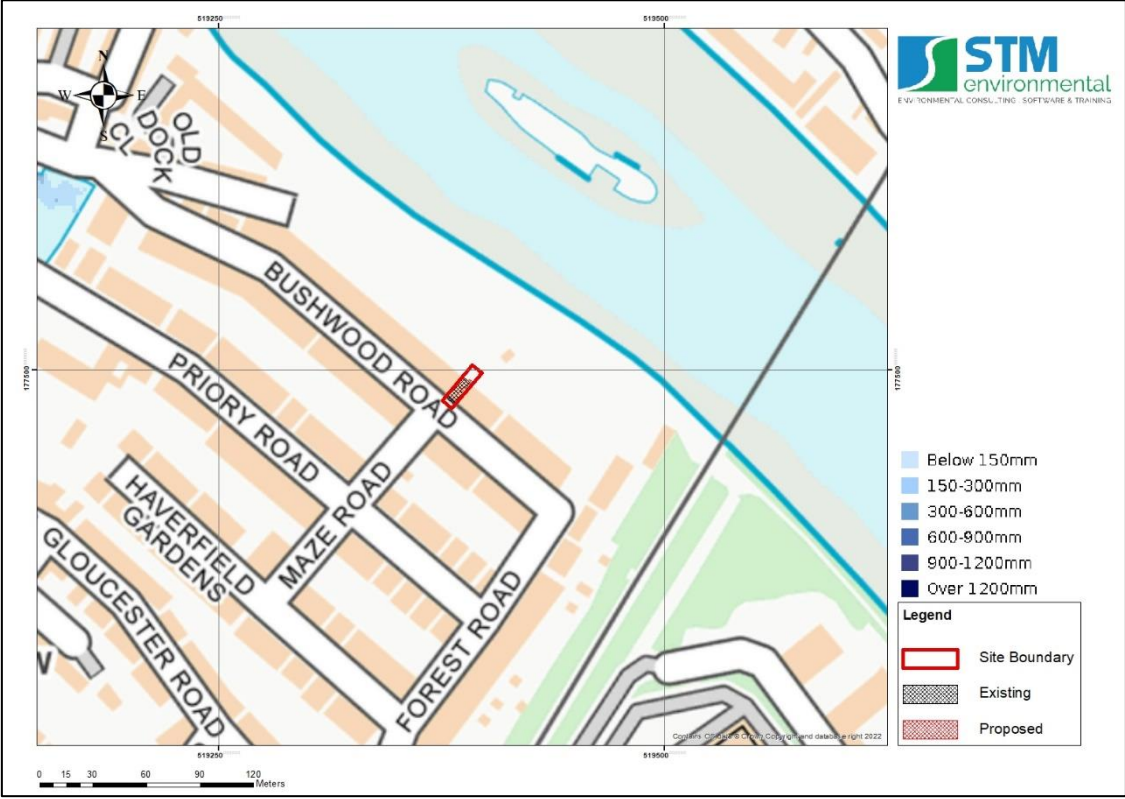 519250
519500
STM
environmental
ENVIRONMENTAL CONSULTING . SOFTWARE & TRAINING
N
W
E
S
OLD
DOCK
CL
BUSHWOOD ROAD
177500
177500
PRIORY ROAD
HAVERFIELD
GARDENS
MAZE ROAD
GLOUCESTER ROAD
FOREST ROAD
W
Below 150mm
150-300mm
300-600mm
600-900mm
900-1200mm
Over 1200mm
Legend
Site Boundary
Existing
Proposed
Contains OS data © Crown Copyright and database right 2022
519250
519500
0 15 30 60 90 120
Meters